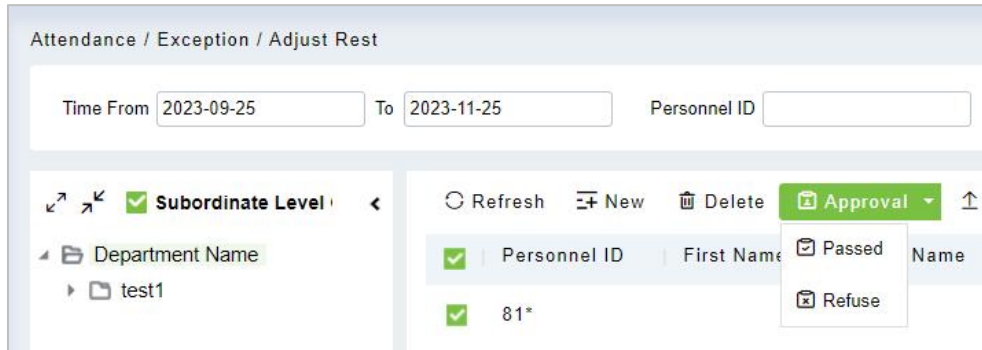 Attendance / Exception / Adjust Rest
Time From 2023-09-25 To 2023-11-25 Personnel ID
Subordinate Level
Refresh New Delete Approval
Department Name
Personnel ID First Name Name
Passed
test1
Refuse
81*